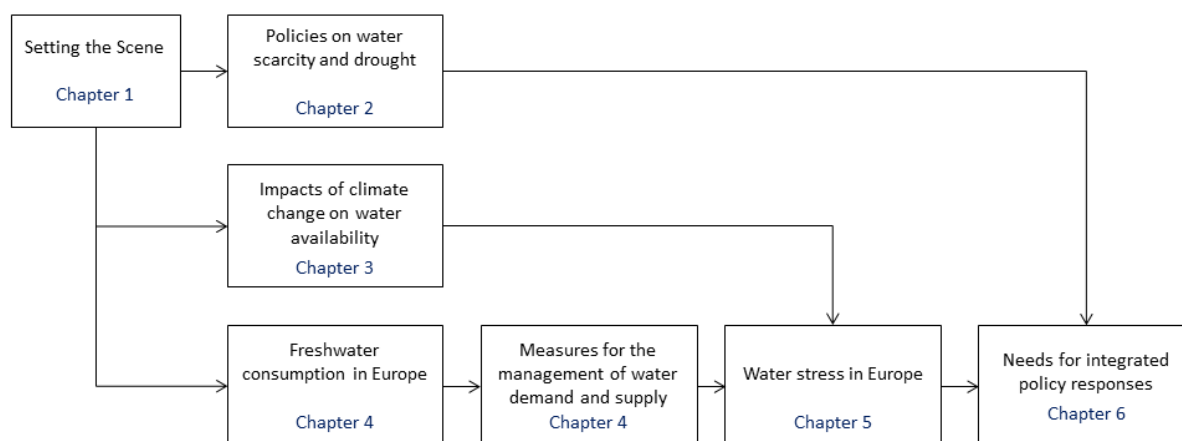 Setting the Scene
Chapter 1
Policies on water
scarcity and drought
Chapter 2
Impacts of climate
change on water
availability
Chapter 3
Freshwater
consumption in Europe
Chapter 4
Measures for the
management of water
demand and supply
Chapter 4
Water stress in Europe
Chapter 5
Needs for integrated
policy responses
Chapter 6